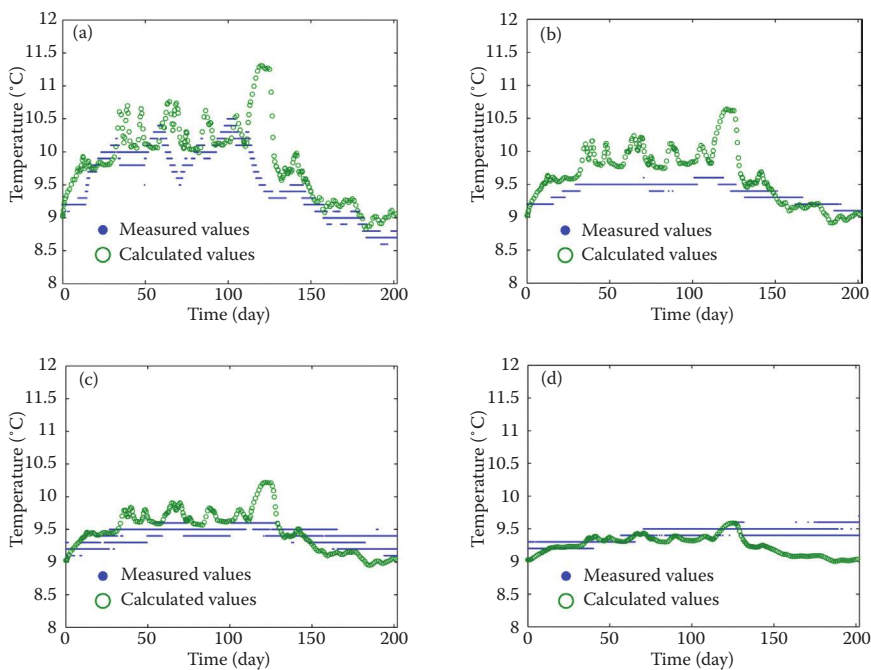 (a)
Temperature (°C)
12
11.5
11
10.5
10
9.5
9
8.5
8
Measured values
Calculated values
0 50 100 150 200
Time (day)
(b)
Temperature (°C)
12
11.5
11
10.5
10
9.5
9
8.5
8
Measured values
Calculated values
0 50 100 150 200
Time (day)
(c)
Temperature (°C)
12
11.5
11
10.5
10
9.5
9
8.5
8
Measured values
Calculated values
0 50 100 150 200
Time (day)
(d)
Temperature (°C)
12
11.5
11
10.5
10
9.5
9
8.5
8
Measured values
Calculated values
0 50 100 150 200
Time (day)